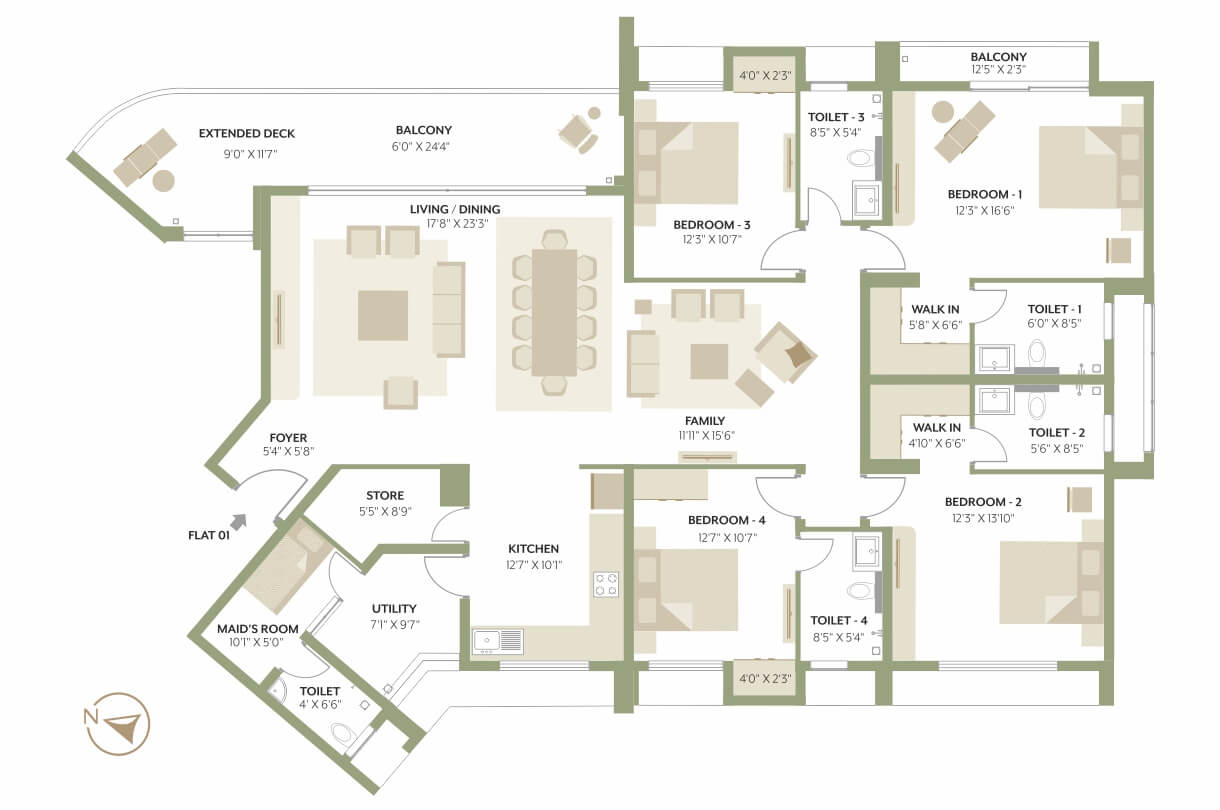 BALCONY
12'5" X 2'3"
4'0" X 2'3"
TOILET - 3
8'5" X 5'4"
EXTENDED DECK
9'0" X 11'7"
BALCONY
6'0" X 24'4"
BEDROOM - 1
12'3" X 16'6"
LIVING / DINING
17'8" X 23'3"
BEDROOM - 3
12'3" X 10'7"
WALK IN
5'8" X 6'6"
TOILET - 1
6'0" X 8'5"
FAMILY
11'11" X 15'6"
WALK IN
4'10" X 6'6"
TOILET - 2
5'6" X 8'5"
FOYER
5'4" X 5'8"
STORE
5'5" X 8'9"
BEDROOM - 4
12'7" X 10'7"
BEDROOM - 2
12'3" X 13'10"
FLAT 01
KITCHEN
12'7" X 10'1"
UTILITY
7'1" X 9'7"
MAID'S ROOM
10'1" X 5'0"
TOILET - 4
8'5" X 5'4"
TOILET
4' X 6'6"
4'0" X 2'3"
N